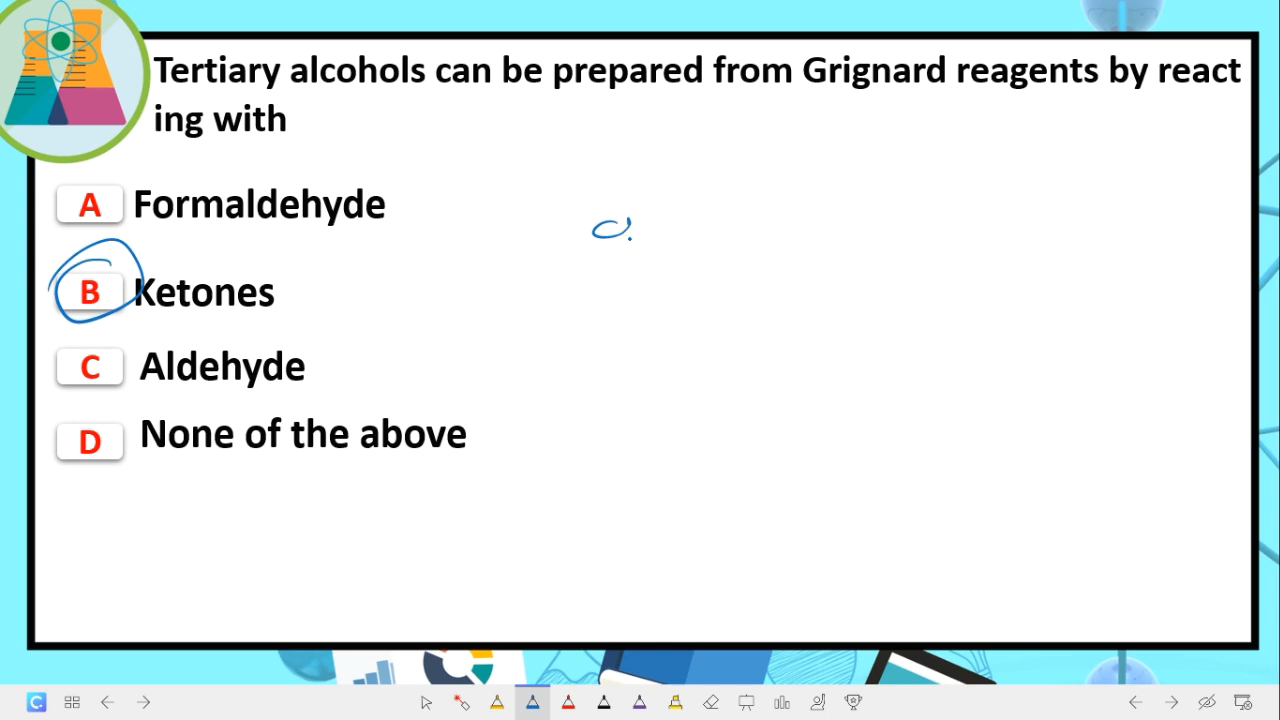 Tertiary alcohols can be prepared from Grignard reagents by react
ing with
A Formaldehyde
B Ketones
C Aldehyde
D None of the above